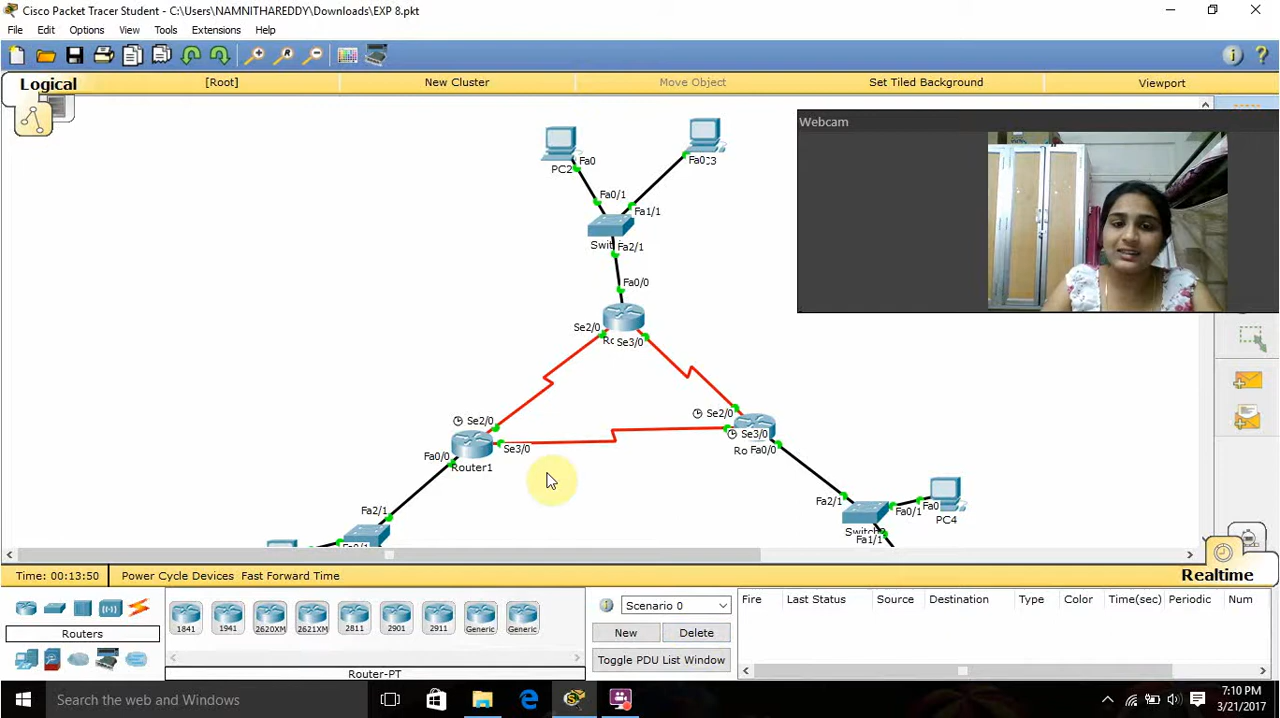 Cisco Packet Tracer Student - C:\Users\NAMNITHAREDDY\Downloads\EXP 8.pkt
File Edit Options View Tools Extensions Help
Logical [Root] New Cluster Move Object Set Tiled Background Viewport
Webcam
Fa0
PC2
Fa0
C3
Fa0/1
Fa1/1
Swit
Fa2/1
Fa0/0
Se2/0
Se3/0
Se2/0
Se2/0
Se3/0
Ro
Fa0/0
Fa0/0
Se3/0
Router1
Fa2/1
Fa2/1
Fa0/1
Fa0
PC4
Fa1/1
Time: 00:13:50 Power Cycle Devices Fast Forward Time
Realtime
Routers
1841 1941 2620XM 2621XM 2811 2901 2911 Generic Generic
Router-PT
Scenario 0
New Delete
Toggle PDU List Window
Fire Last Status Source Destination Type Color Time(sec) Periodic Num
Search the web and Windows
7:10 PM
3/21/2017